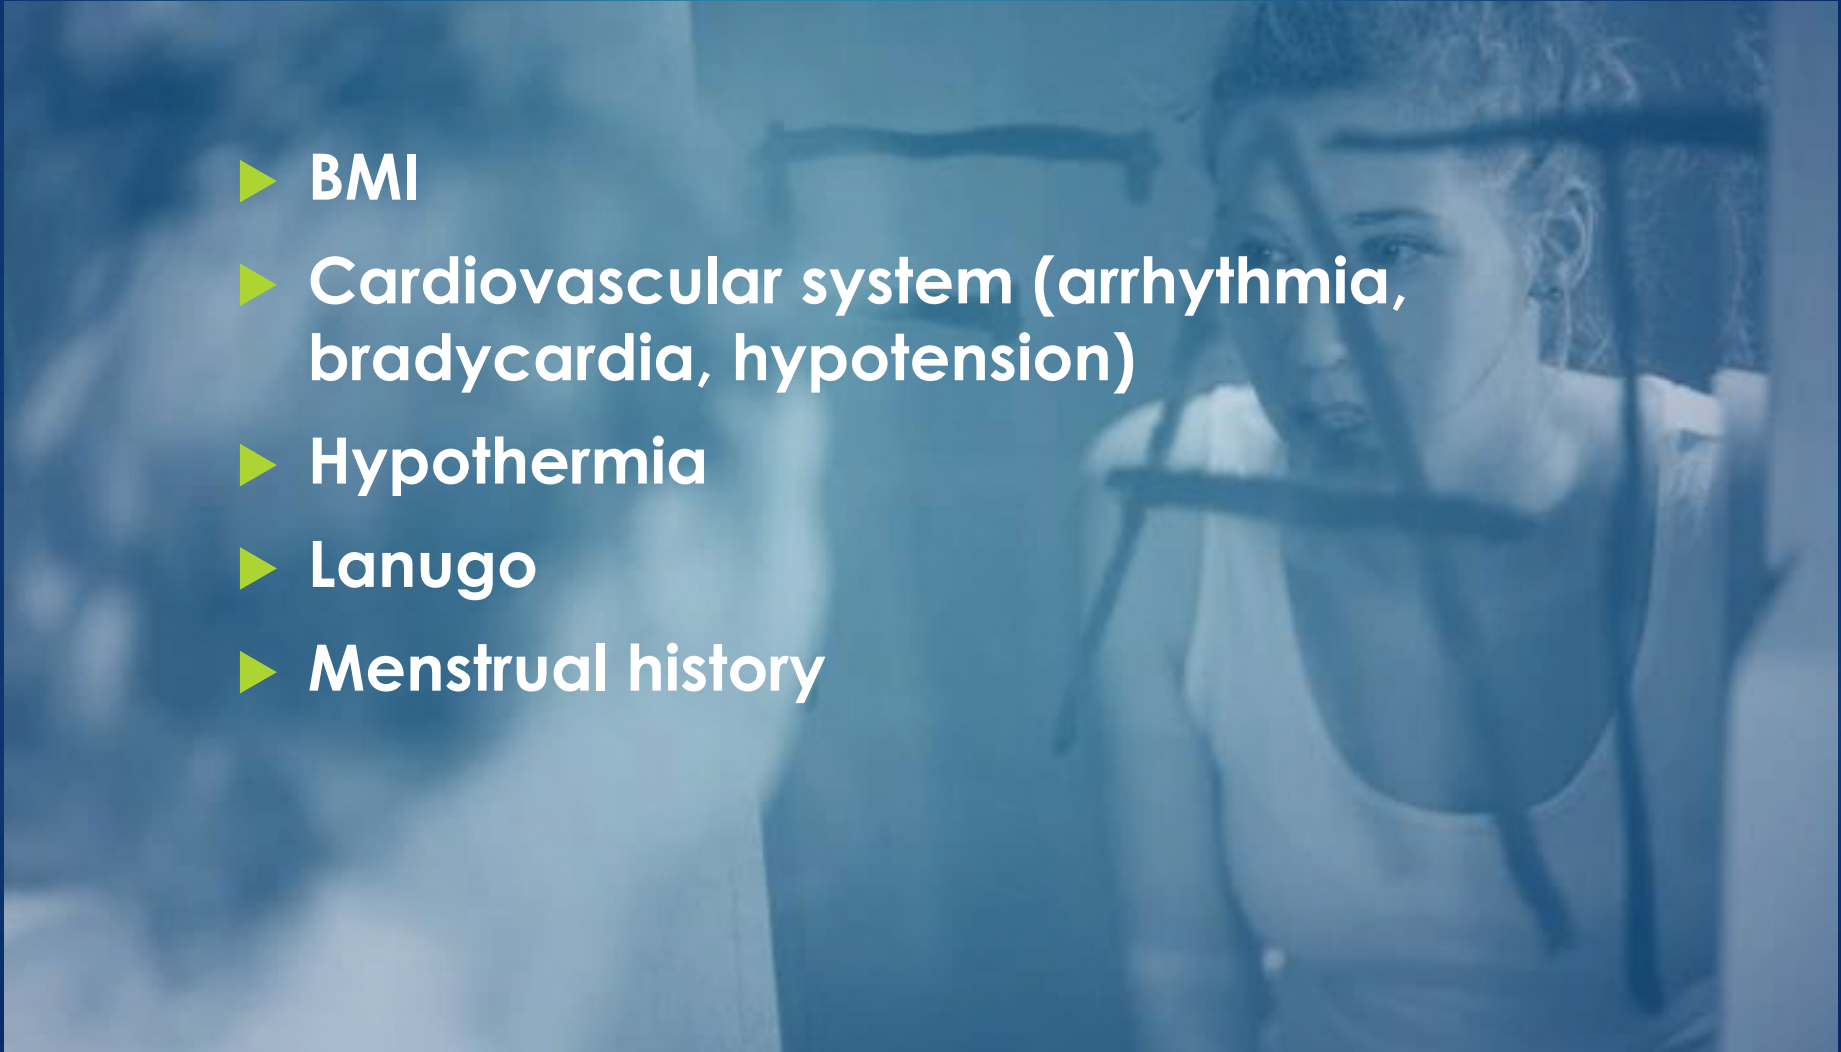 BMI
Cardiovascular system (arrhythmia,
bradycardia, hypotension)
Hypothermia
Lanugo
Menstrual history